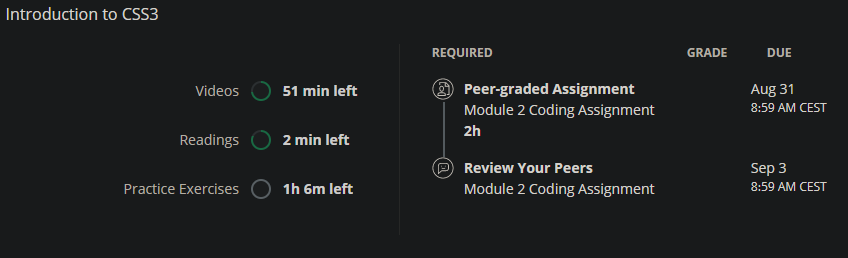 Introduction to CSS3
Videos 51 min left
Readings 2 min left
Practice Exercises 1h 6m left
REQUIRED GRADE DUE
Peer-graded Assignment Aug 31
Module 2 Coding Assignment 8:59 AM CEST
2h
Review Your Peers Sep 3
Module 2 Coding Assignment 8:59 AM CEST